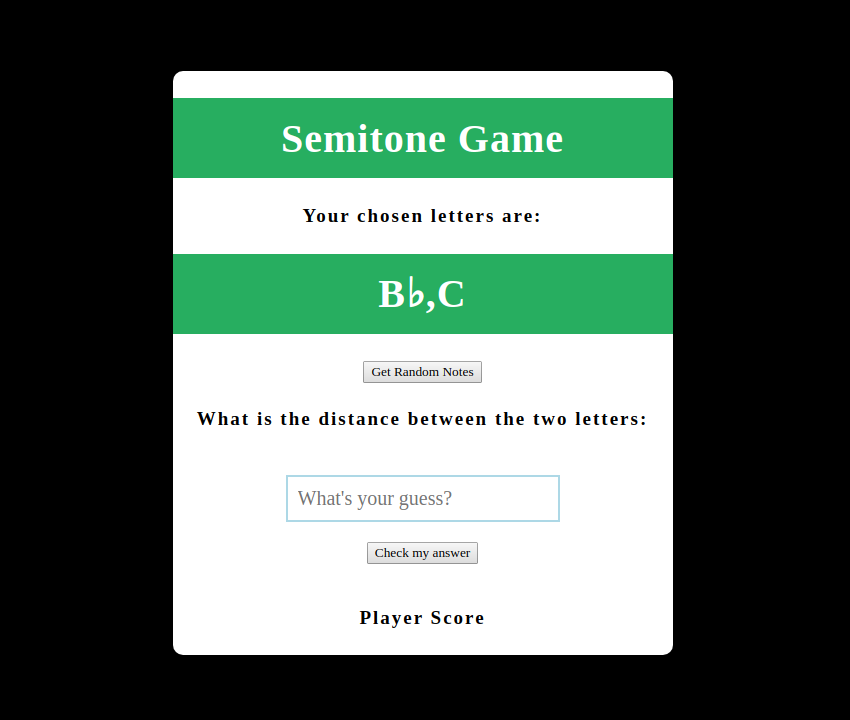 Semitone Game
Your chosen letters are:
B♭,C
Get Random Notes
What is the distance between the two letters:
What's your guess?
Check my answer
Player Score